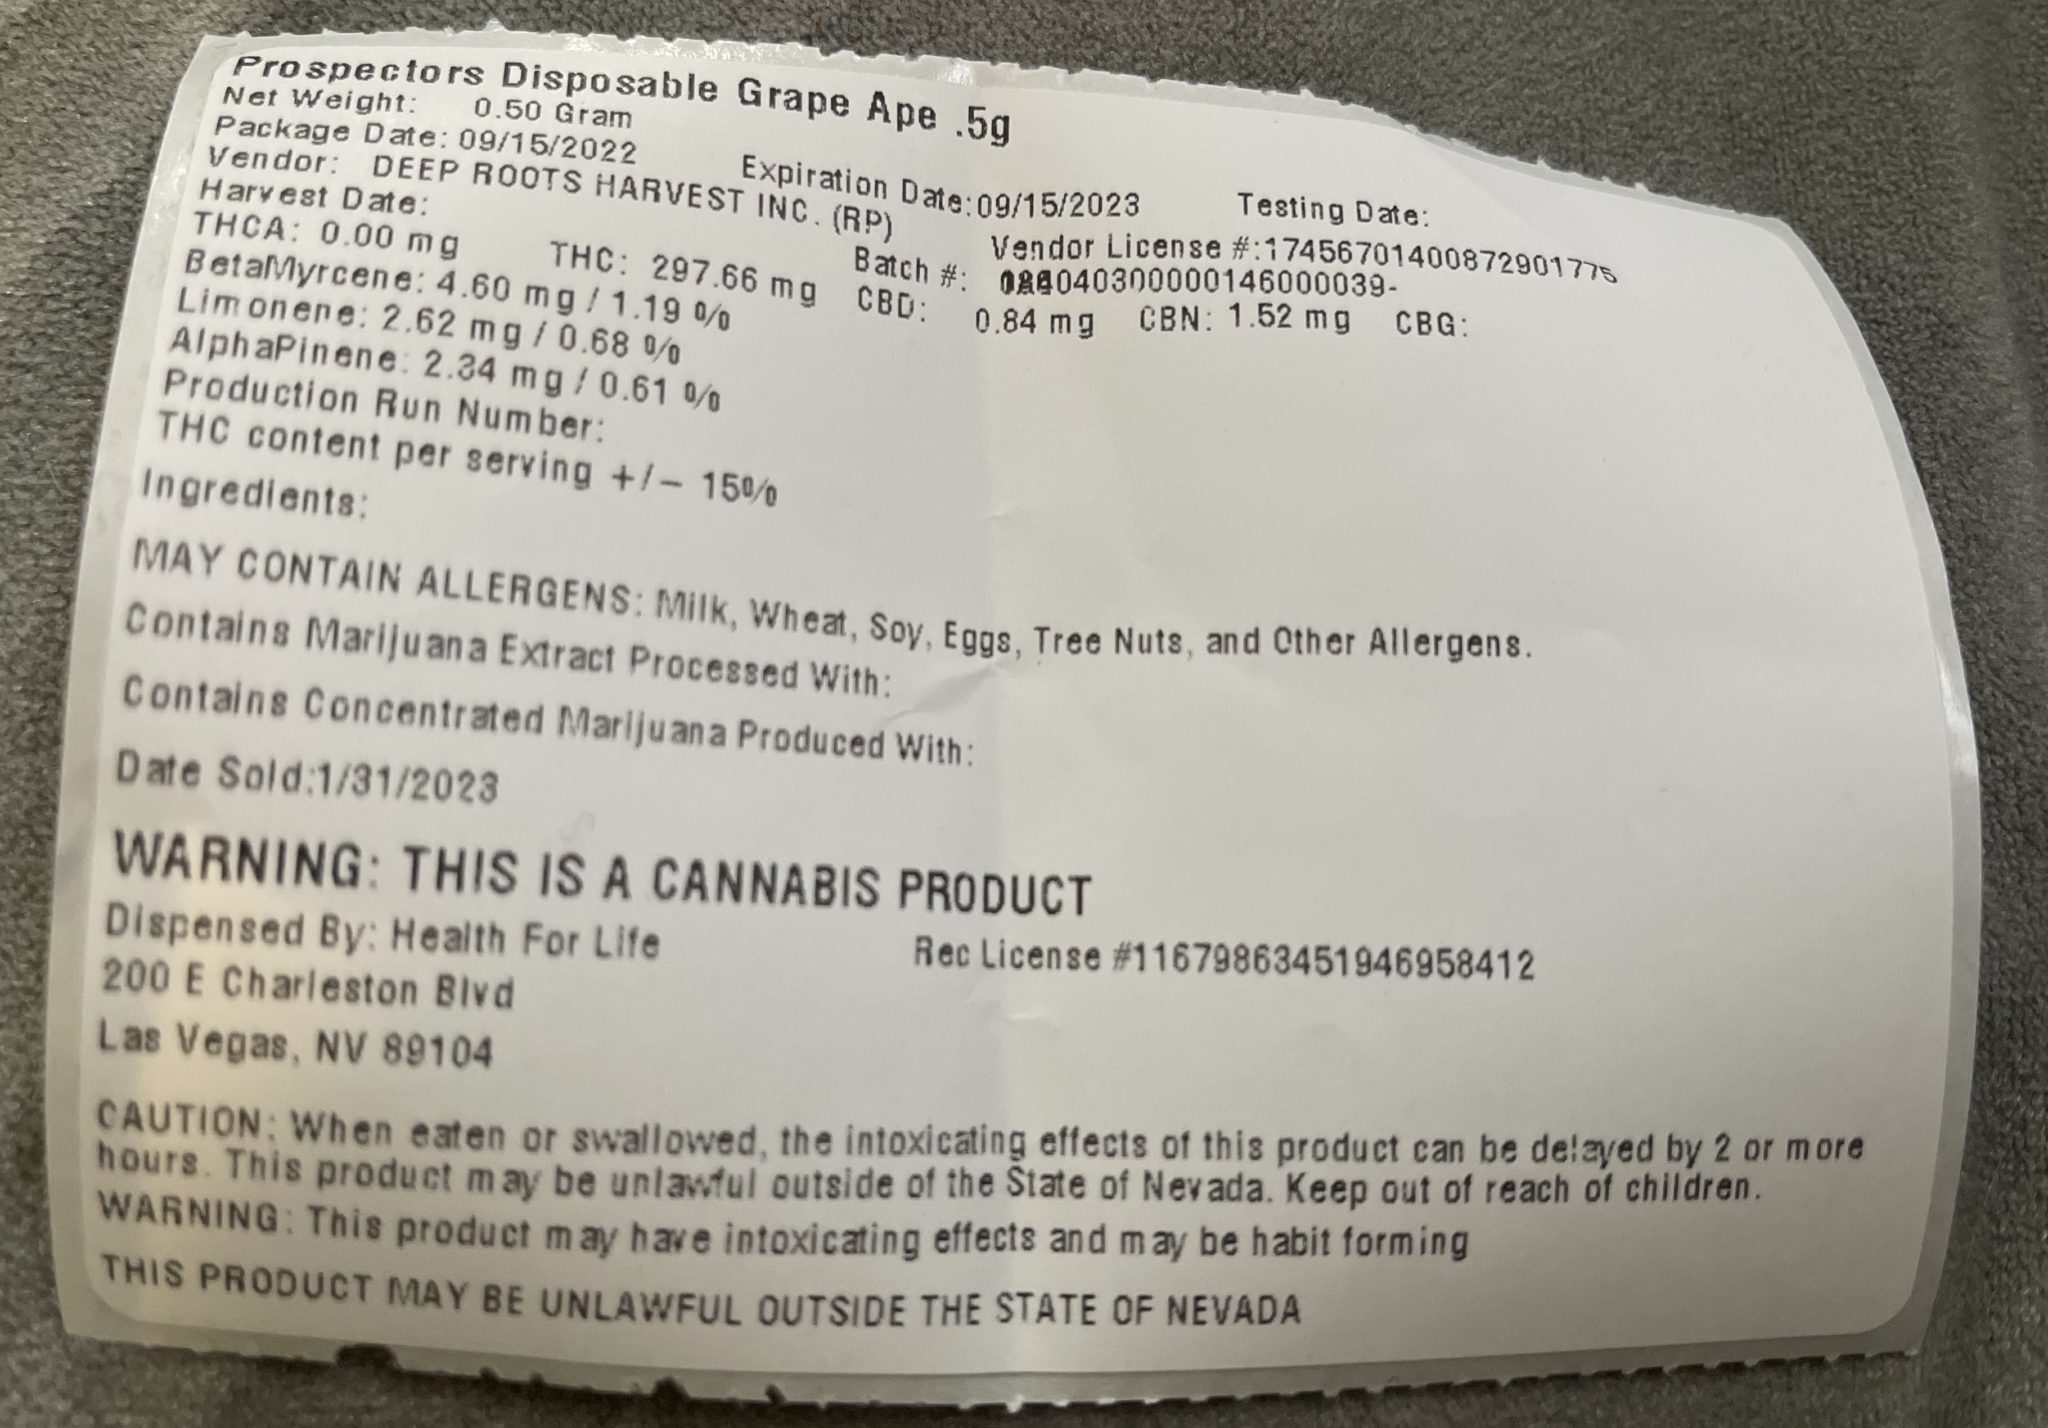 Prospectors Disposable Grape Ape .5g
Net Weight: 0.50 Gram
Package Date: 09/15/2022 Expiration Date:09/15/2023 Testing Date:
Vendor: DEEP ROOTS HARVEST INC. (RP) Vendor License #:17456701400872901775
Harvest Date: Batch #: 040300000146000039-
THCA: 0.00 mg THC: 297.66 mg CBD: 0.84 mg CBN: 1.52 mg CBG:
BetaMyrcene: 4.60 mg / 1.19 %
Limonene: 2.62 mg / 0.68 %
AlphaPinene: 2.34 mg / 0.61 %
Production Run Number:
THC content per serving +/- 15%
Ingredients:
MAY CONTAIN ALLERGENS: Milk, Wheat, Soy, Eggs, Tree Nuts, and Other Allergens.
Contains Marijuana Extract Processed With:
Contains Concentrated Marijuana Produced With:
Date Sold:1/31/2023
WARNING: THIS IS A CANNABIS PRODUCT
Dispensed By: Health For Life Rec License #11679863451946958412
200 E Charleston Blvd
Las Vegas, NV 89104
CAUTION: When eaten or swallowed, the intoxicating effects of this product can be delayed by 2 or more
hours. This product may be unlawful outside of the State of Nevada. Keep out of reach of children.
WARNING: This product may have intoxicating effects and may be habit forming
THIS PRODUCT MAY BE UNLAWFUL OUTSIDE THE STATE OF NEVADA